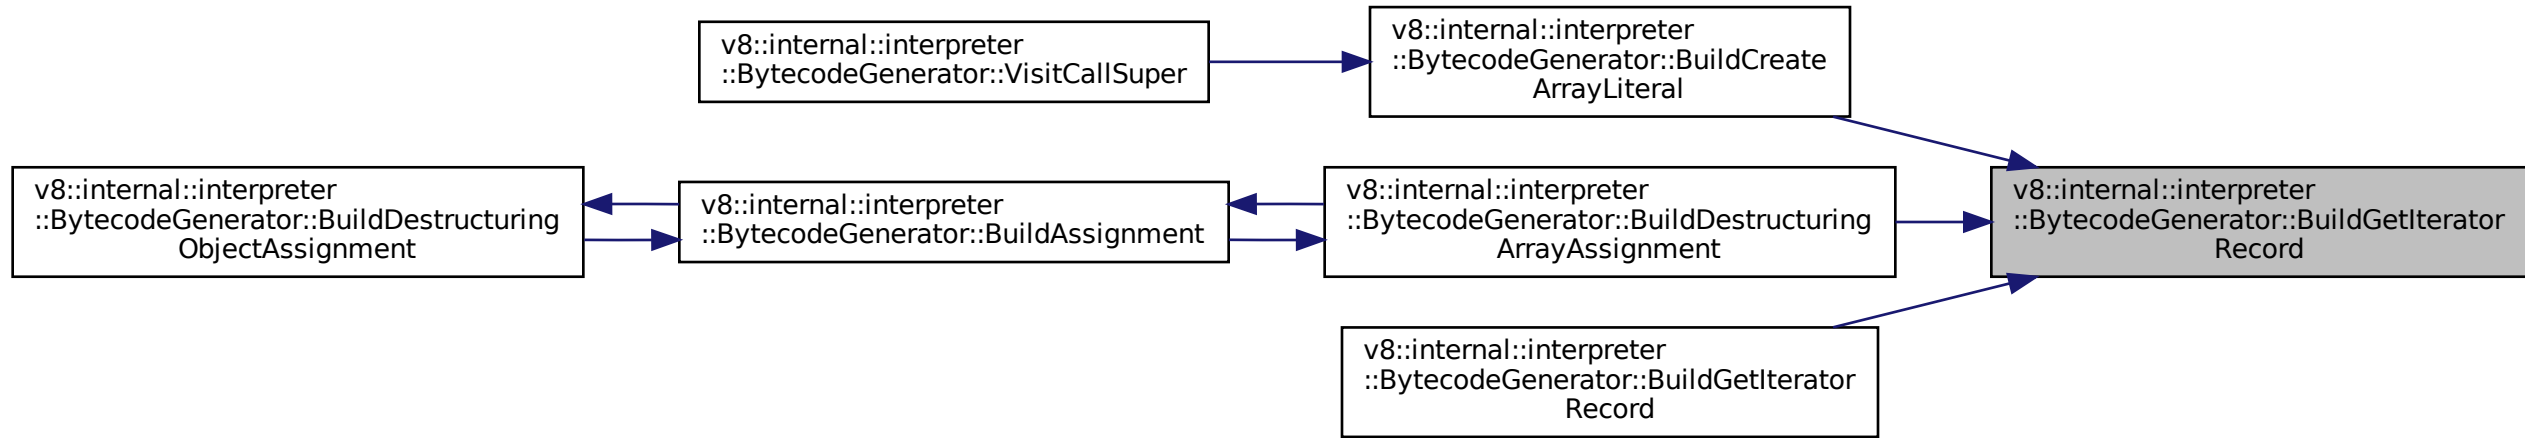 v8::internal::interpreter
::BytecodeGenerator::VisitCallSuper
v8::internal::interpreter
::BytecodeGenerator::BuildCreate
ArrayLiteral
v8::internal::interpreter
::BytecodeGenerator::BuildDestructuring
ObjectAssignment
v8::internal::interpreter
::BytecodeGenerator::BuildAssignment
v8::internal::interpreter
::BytecodeGenerator::BuildDestructuring
ArrayAssignment
v8::internal::interpreter
::BytecodeGenerator::BuildGetIterator
Record
v8::internal::interpreter
::BytecodeGenerator::BuildGetIterator
Record